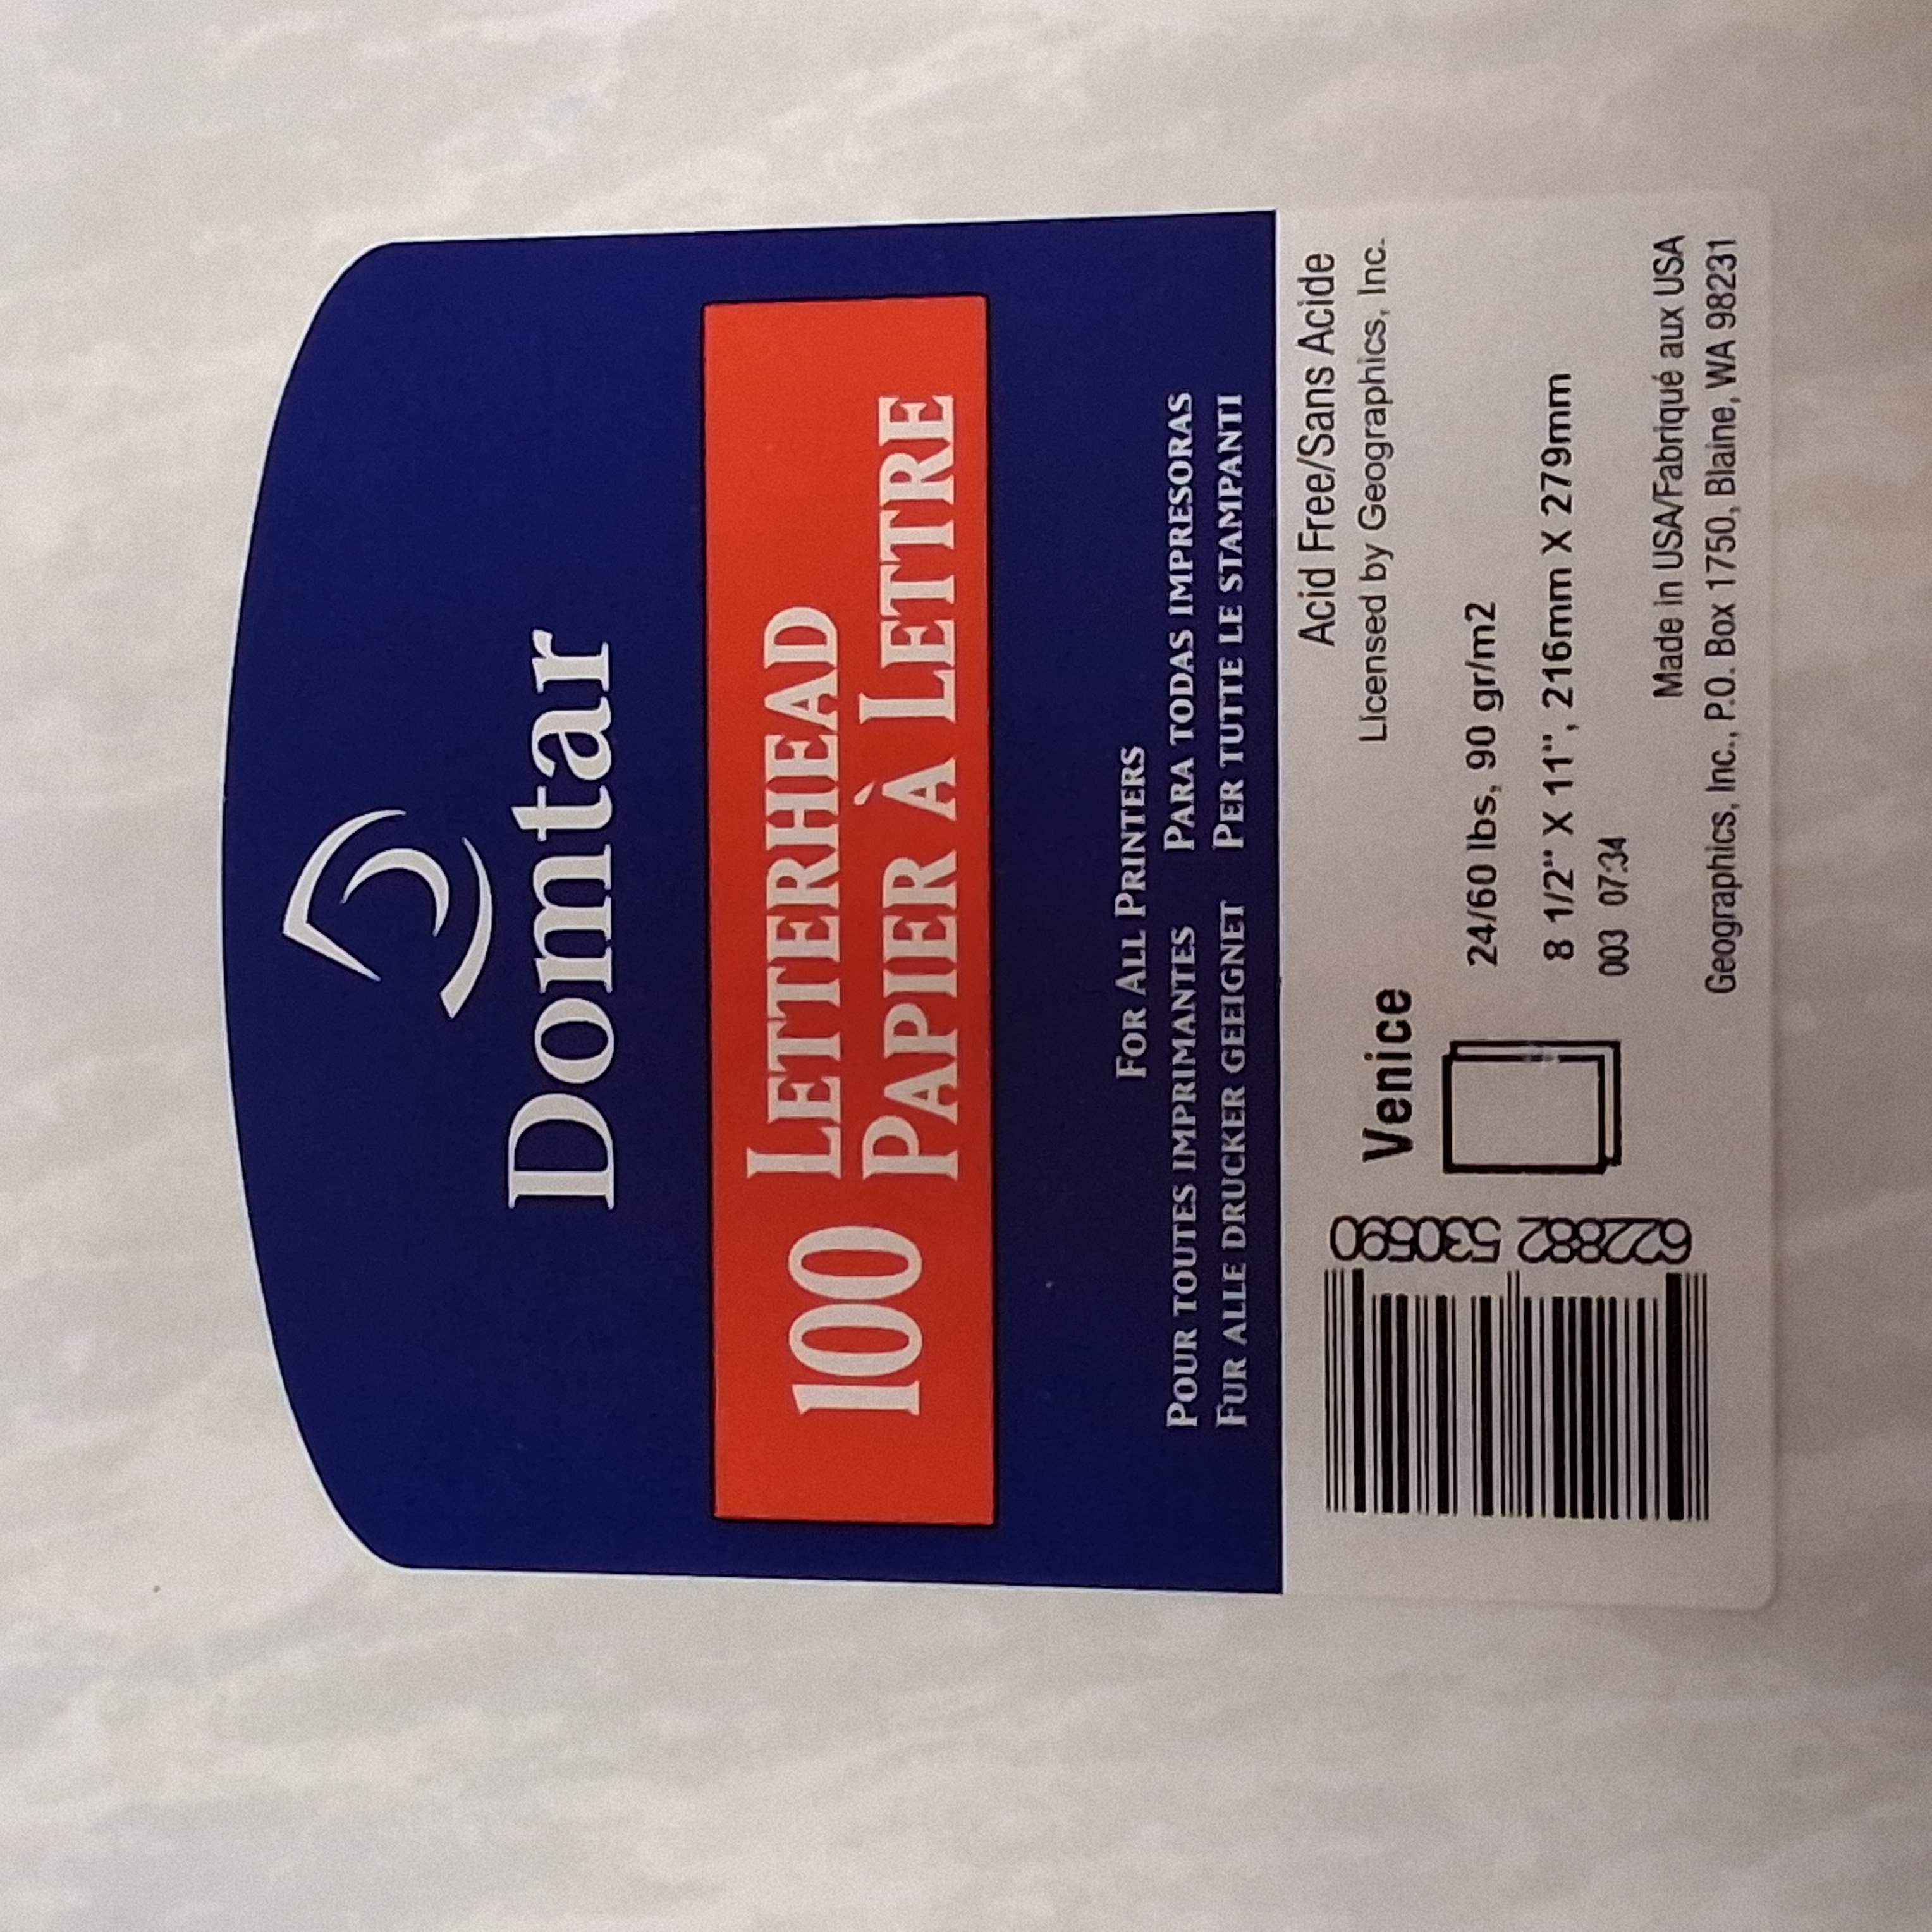 Domtar
100 LETTERHEAD
PAPIER À LETTRE
FOR ALL PRINTERS
POUR TOUTES IMPRIMANTES PARA TODAS IMPRESORAS
FUR ALLE DRUCKER GEEIGNET PER TUTTE LE STAMPANTI
Acid Free/Sans Acide
Licensed by Geographics, Inc.
Venice
24/60 lbs, 90 gr/m2
8 1/2" X 11", 216mm X 279mm
003 07:34
622882 530590
Made in USA/Fabriqué aux USA
Geographics, Inc., P.O. Box 1750, Blaine, WA 98231